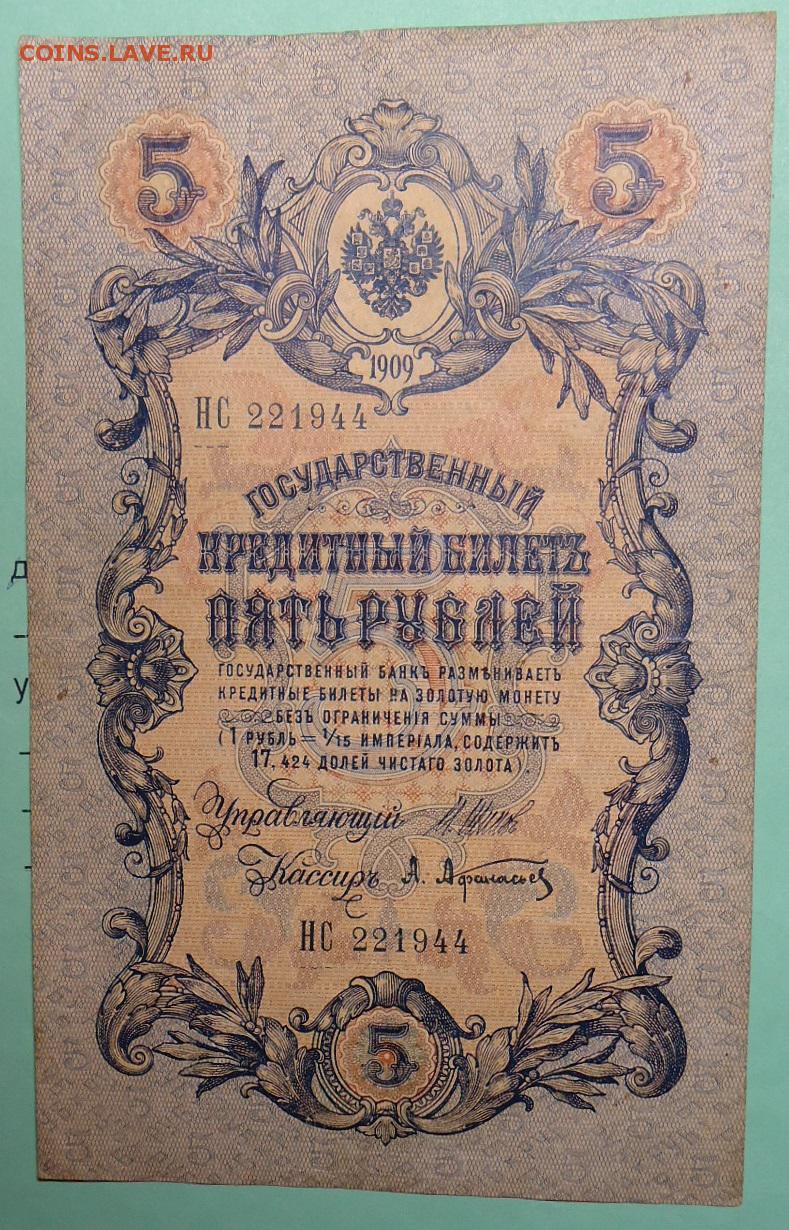 COINS.LAVE.RU
5 5
1909
НС 221944
ГОСУДАРСТВЕННЫЙ
КРЕДИТНЫЙ БИЛЕТЪ
ПЯТЬ РУБЛЕЙ
ГОСУДАРСТВЕННЫЙ БАНКЪ РАЗМѢНИВАЕТЪ
КРЕДИТНЫЕ БИЛЕТЫ НА ЗОЛОТУЮ МОНЕТУ
БЕЗЪ ОГРАНИЧЕНІЯ СУММЫ
(1 РУБЛЬ = 1/15 ИМПЕРІАЛА, СОДЕРЖИТЪ
17,424 ДОЛЕЙ ЧИСТАГО ЗОЛОТА).
Управляющій
Кассиръ А. Афанасьев
НС 221944
5